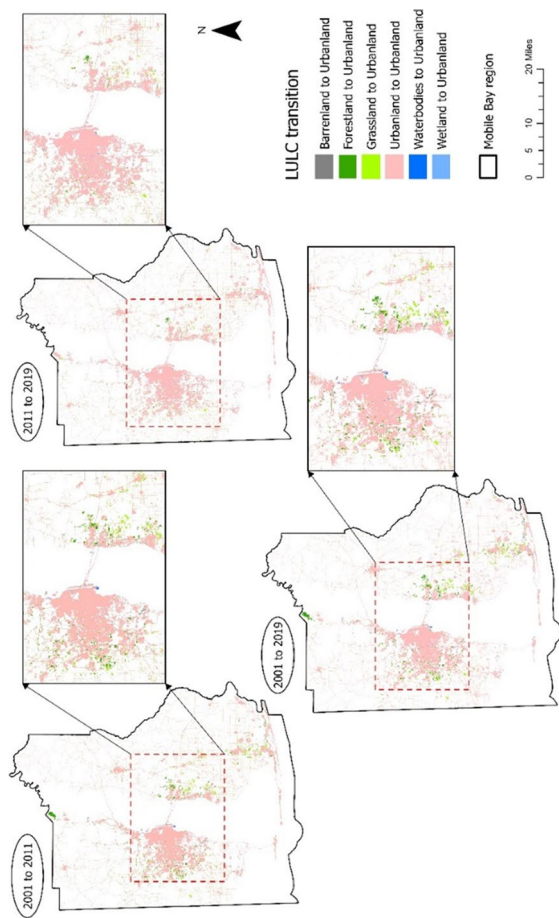 2001 to 2011
2011 to 2019
2001 to 2019
N
LULC transition
Barrenland to Urbanland
Forestland to Urbanland
Grassland to Urbanland
Urbanland to Urbanland
Waterbodies to Urbanland
Wetland to Urbanland
Mobile Bay region
0 5 10 20 Miles